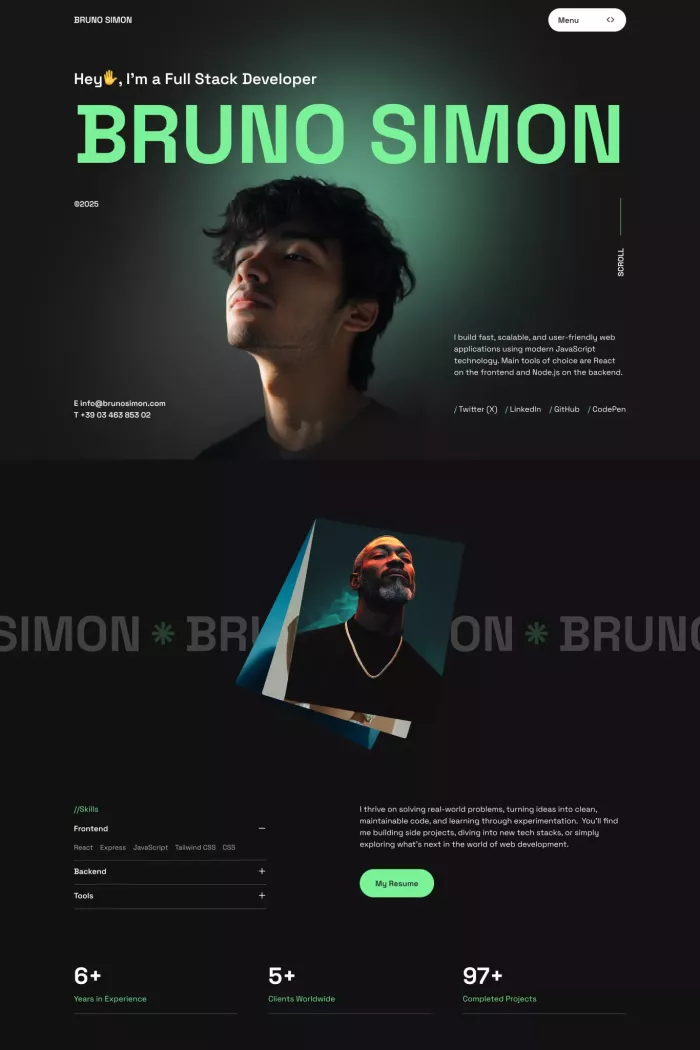 BRUNO SIMON
Menu
Hey👋, I'm a Full Stack Developer
BRUNO SIMON
©2025
SCROLL
I build fast, scalable, and user-friendly web
applications using modern JavaScript
technology. Main tools of choice are React
on the frontend and Node.js on the backend.
E info@brunosimon.com
T +39 03 463 853 02
/ Twitter (X) / LinkedIn / GitHub / CodePen
SIMON BRU ON BRUNO
//Skills
Frontend
React Express JavaScript Tailwind CSS CSS
Backend
Tools
I thrive on solving real-world problems, turning ideas into clean,
maintainable code, and learning through experimentation. You'll find
me building side projects, diving into new tech stacks, or simply
exploring what's next in the world of web development.
My Resume
6+
Years in Experience
5+
Clients Worldwide
97+
Completed Projects